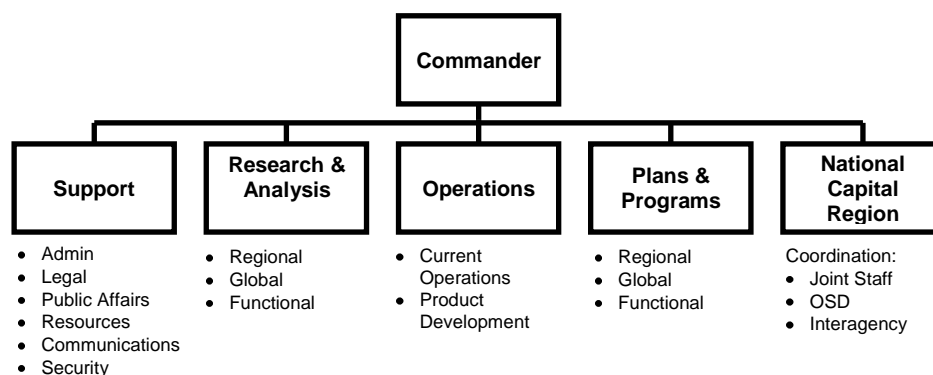 Commander
Support
Research &
Analysis
Operations
Plans &
Programs
National
Capital
Region
• Admin
• Legal
• Public Affairs
• Resources
• Communications
• Security
• Regional
• Global
• Functional
• Current
Operations
• Product
Development
• Regional
• Global
• Functional
Coordination:
• Joint Staff
• OSD
• Interagency